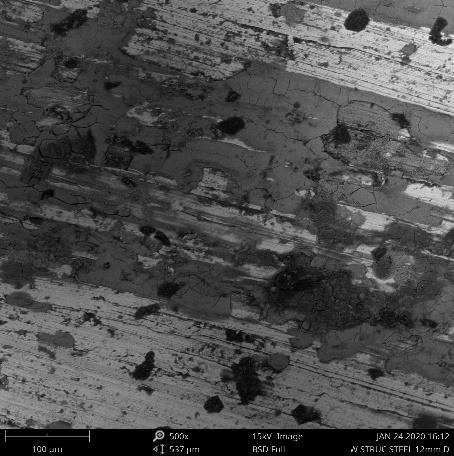 500x 15kV - Image JAN 24 2020 16:12
100 µm 537 µm BSD Full W STRUC STEEL 12mm D